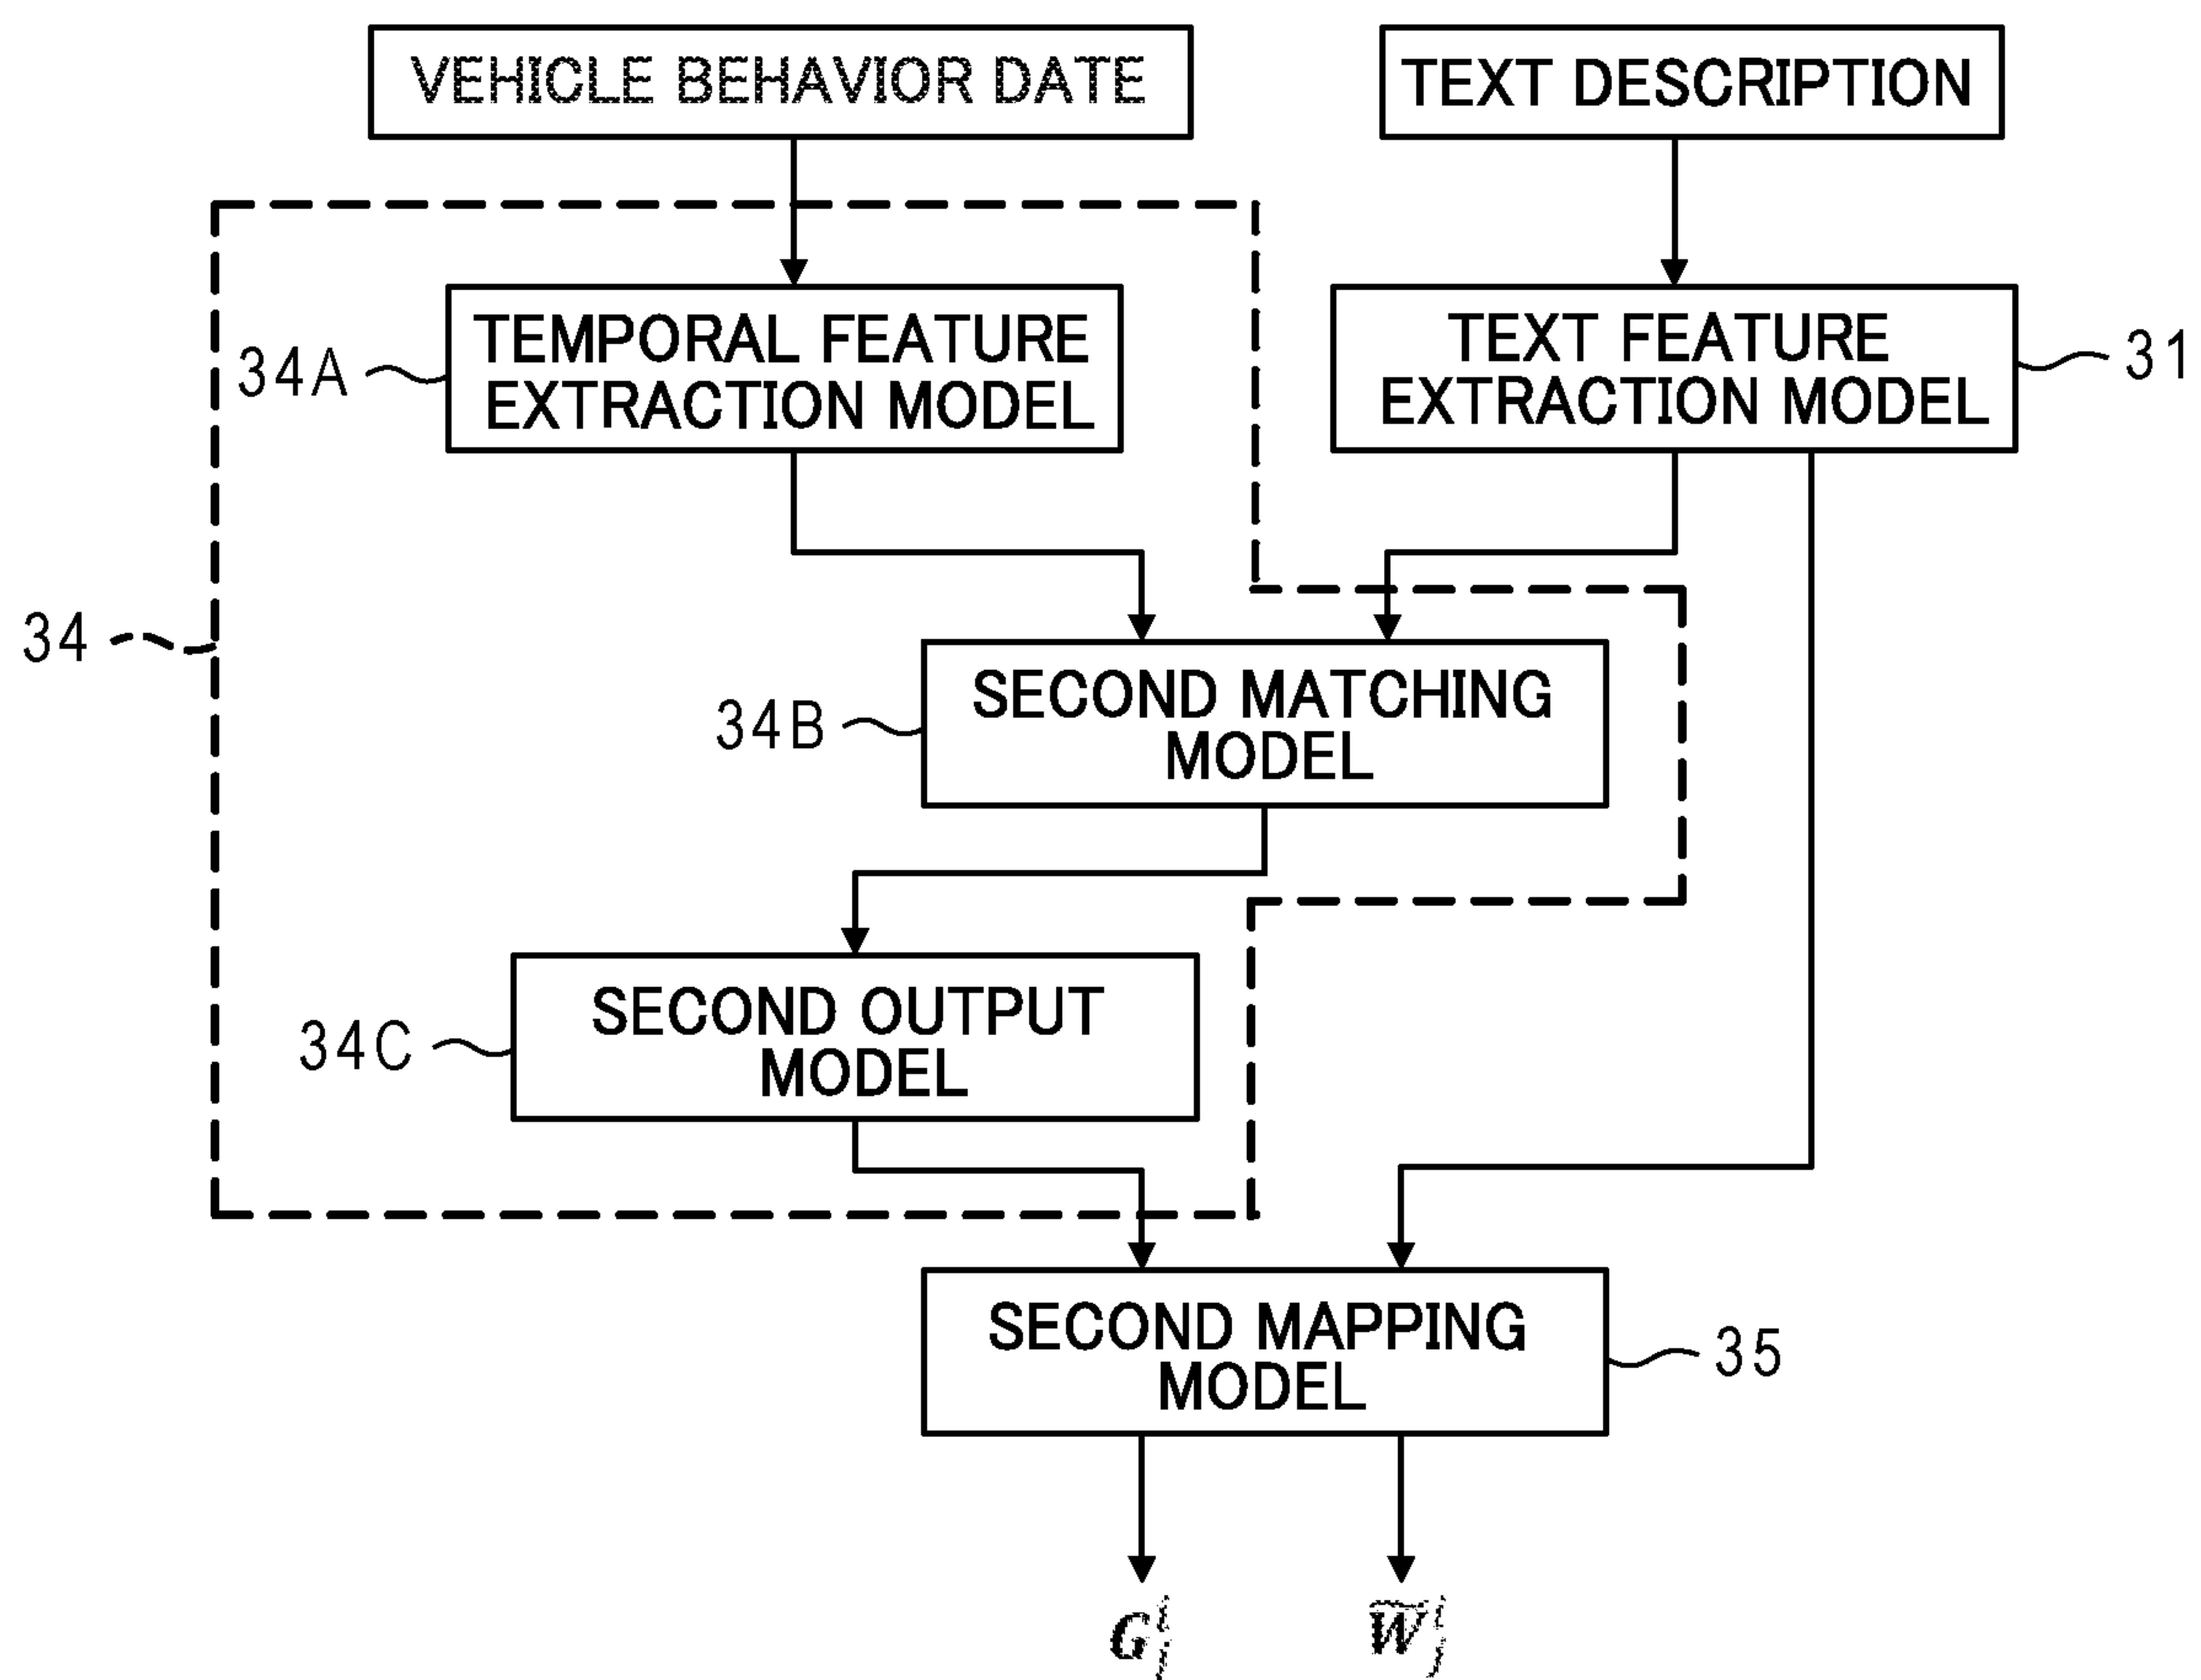 VEHICLE BEHAVIOR DATE
TEXT DESCRIPTION
34A
TEMPORAL FEATURE
EXTRACTION MODEL
TEXT FEATURE
EXTRACTION MODEL
31
34
34B
SECOND MATCHING
MODEL
34C
SECOND OUTPUT
MODEL
SECOND MAPPING
MODEL
35